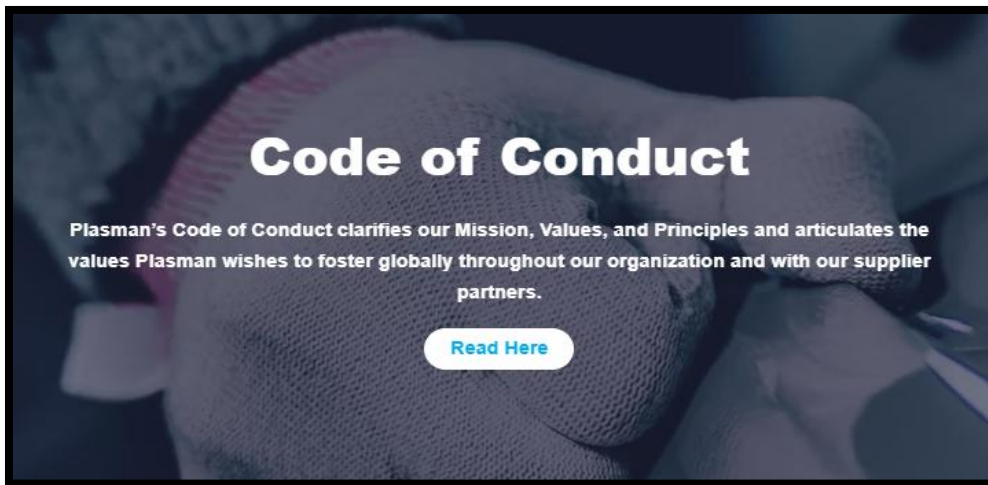 Code of Conduct
Plasman’s Code of Conduct clarifies our Mission, Values, and Principles and articulates the
values Plasman wishes to foster globally throughout our organization and with our supplier
partners.
Read Here